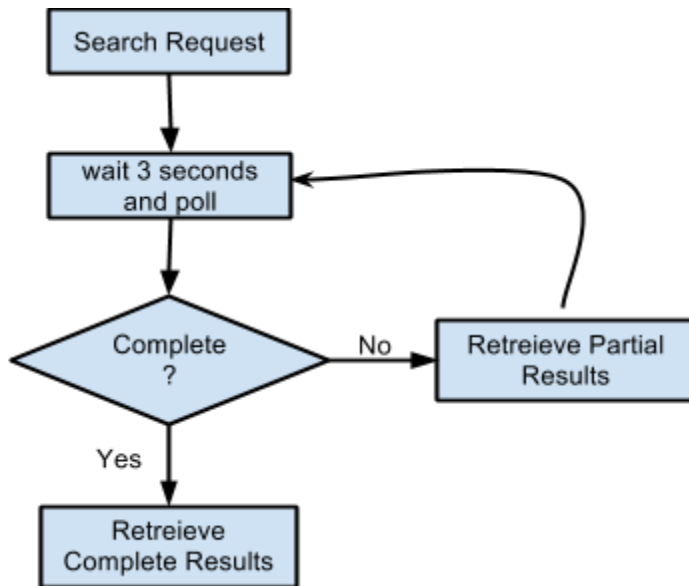 Search Request
wait 3 seconds
and poll
Complete
?
No
Retreieve Partial
Results
Yes
Retreieve
Complete Results